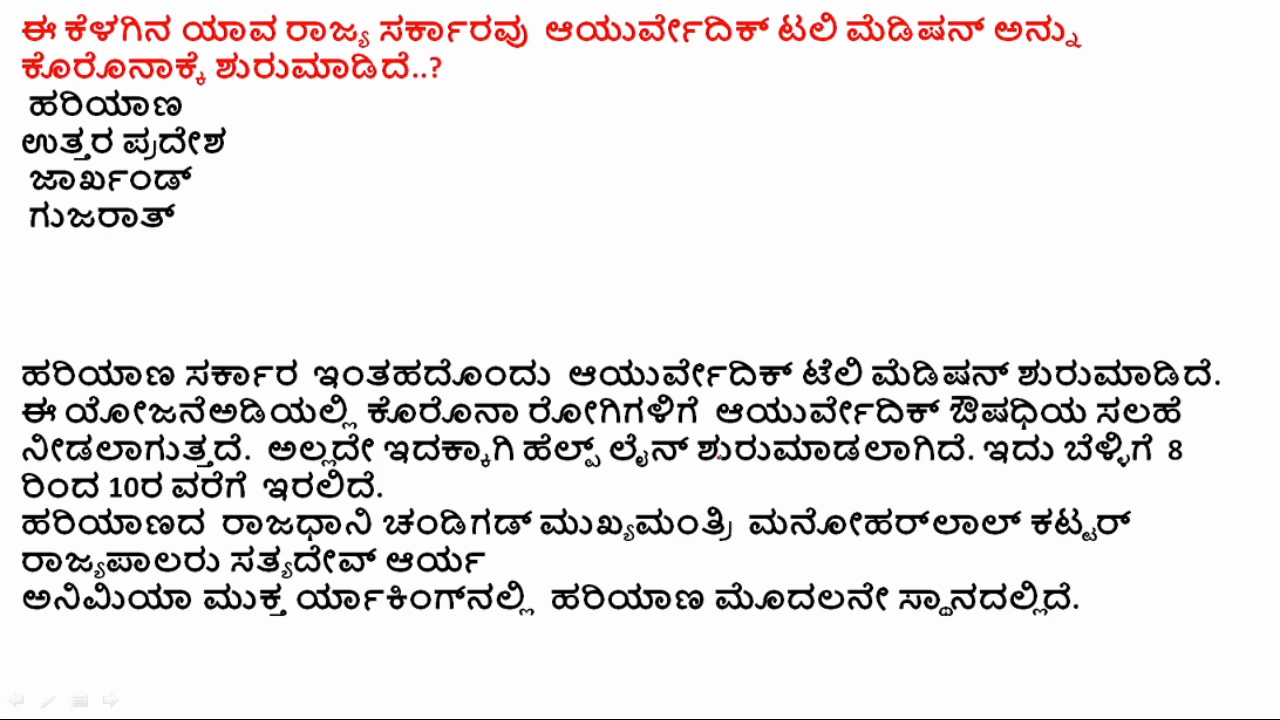 ಈ ಕೆಳಗಿನ ಯಾವ ರಾಜ್ಯ ಸರ್ಕಾರವು ಆಯುರ್ವೇದಿಕ್ ಟಲಿ ಮೆಡಿಷನ್ ಅನ್ನು
ಕೊರೊನಾಕ್ಕೆ ಶುರುಮಾಡಿದೆ..?
ಹರಿಯಾಣ
ಉತ್ತರ ಪ್ರದೇಶ
ಜಾರ್ಖಂಡ್
ಗುಜರಾತ್
ಹರಿಯಾಣ ಸರ್ಕಾರ ಇಂತಹದೊಂದು ಆಯುರ್ವೇದಿಕ್ ಟೆಲಿ ಮೆಡಿಷನ್ ಶುರುಮಾಡಿದೆ.
ಈ ಯೋಜನೆಅಡಿಯಲ್ಲಿ ಕೊರೊನಾ ರೋಗಿಗಳಿಗೆ ಆಯುರ್ವೇದಿಕ್ ಔಷಧಿಯ ಸಲಹೆ
ನೀಡಲಾಗುತ್ತದೆ. ಅಲ್ಲದೇ ಇದಕ್ಕಾಗಿ ಹೆಲ್ಪ್ ಲೈನ್ ಶುರುಮಾಡಲಾಗಿದೆ. ಇದು ಬೆಳ್ಳಿಗೆ 8
ರಿಂದ 10ರ ವರೆಗೆ ಇರಲಿದೆ.
ಹರಿಯಾಣದ ರಾಜಧಾನಿ ಚಂಡಿಗಡ್ ಮುಖ್ಯಮಂತ್ರಿ ಮನೋಹರ್‌ಲಾಲ್ ಕಟ್ಟರ್
ರಾಜ್ಯಪಾಲರು ಸತ್ಯದೇವ್ ಆರ್ಯ
ಅನಿಮಿಯಾ ಮುಕ್ತ ರ್ಯಾಕಿಂಗ್‌ನಲ್ಲಿ ಹರಿಯಾಣ ಮೊದಲನೇ ಸ್ಥಾನದಲ್ಲಿದೆ.